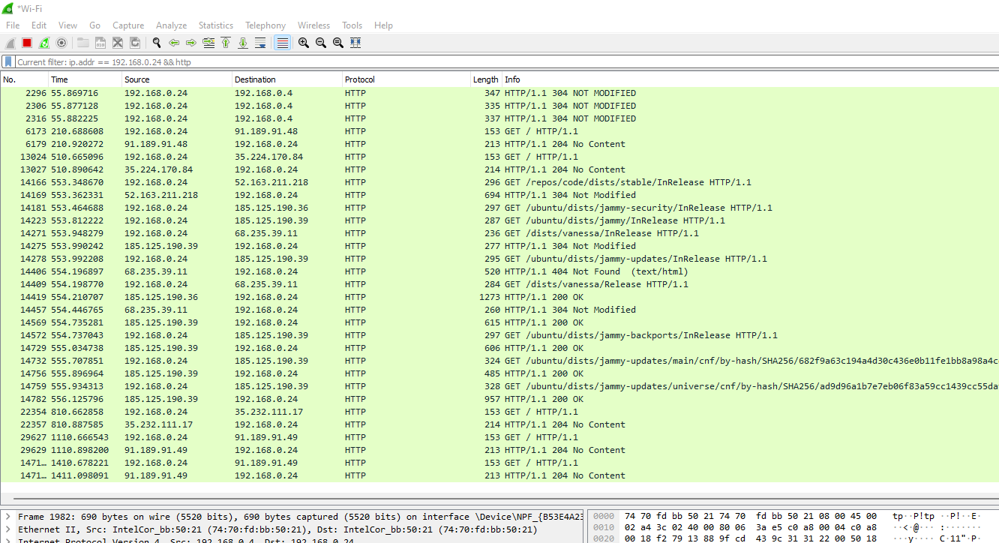 *Wi-Fi
File Edit View Go Capture Analyze Statistics Telephony Wireless Tools Help
Current filter: ip.addr == 192.168.0.24 && http
No. Time Source Destination Protocol Length Info
2296 55.869716 192.168.0.24 192.168.0.4 HTTP 347 HTTP/1.1 304 NOT MODIFIED
2306 55.877128 192.168.0.24 192.168.0.4 HTTP 335 HTTP/1.1 304 NOT MODIFIED
2316 55.882225 192.168.0.24 192.168.0.4 HTTP 337 HTTP/1.1 304 NOT MODIFIED
6173 210.688608 192.168.0.24 91.189.91.48 HTTP 153 GET / HTTP/1.1
6179 210.920272 91.189.91.48 192.168.0.24 HTTP 213 HTTP/1.1 204 No Content
13024 510.665096 192.168.0.24 35.224.170.84 HTTP 153 GET / HTTP/1.1
13027 510.890642 35.224.170.84 192.168.0.24 HTTP 214 HTTP/1.1 204 No Content
14166 553.348670 192.168.0.24 52.163.211.218 HTTP 296 GET /repos/code/dists/stable/InRelease HTTP/1.1
14169 553.362331 52.163.211.218 192.168.0.24 HTTP 694 HTTP/1.1 304 Not Modified
14181 553.464688 192.168.0.24 185.125.190.36 HTTP 297 GET /ubuntu/dists/jammy-security/InRelease HTTP/1.1
14223 553.812222 192.168.0.24 185.125.190.39 HTTP 287 GET /ubuntu/dists/jammy/InRelease HTTP/1.1
14271 553.948279 192.168.0.24 68.235.39.11 HTTP 236 GET /dists/vanessa/InRelease HTTP/1.1
14275 553.990242 185.125.190.39 192.168.0.24 HTTP 277 HTTP/1.1 304 Not Modified
14278 553.992208 192.168.0.24 185.125.190.39 HTTP 295 GET /ubuntu/dists/jammy-updates/InRelease HTTP/1.1
14406 554.196897 68.235.39.11 192.168.0.24 HTTP 520 HTTP/1.1 404 Not Found (text/html)
14409 554.198770 192.168.0.24 68.235.39.11 HTTP 284 GET /dists/vanessa/Release HTTP/1.1
14419 554.210707 185.125.190.36 192.168.0.24 HTTP 1273 HTTP/1.1 200 OK
14457 554.446765 68.235.39.11 192.168.0.24 HTTP 260 HTTP/1.1 304 Not Modified
14569 554.735281 185.125.190.39 192.168.0.24 HTTP 615 HTTP/1.1 200 OK
14572 554.737043 192.168.0.24 185.125.190.39 HTTP 297 GET /ubuntu/dists/jammy-backports/InRelease HTTP/1.1
14729 555.034738 185.125.190.39 192.168.0.24 HTTP 606 HTTP/1.1 200 OK
14732 555.707851 192.168.0.24 185.125.190.39 HTTP 324 GET /ubuntu/dists/jammy-updates/main/cnf/by-hash/SHA256/682f9a63c194a4d30c436e0b11fe1bb8a98a4c
14756 555.896964 185.125.190.39 192.168.0.24 HTTP 485 HTTP/1.1 200 OK
14759 555.934313 192.168.0.24 185.125.190.39 HTTP 328 GET /ubuntu/dists/jammy-updates/universe/cnf/by-hash/SHA256/ad9d96a1b7e7eb06f83a59cc1439cc55da
14782 556.125796 185.125.190.39 192.168.0.24 HTTP 957 HTTP/1.1 200 OK
22354 810.662858 192.168.0.24 35.232.111.17 HTTP 153 GET / HTTP/1.1
22357 810.887585 35.232.111.17 192.168.0.24 HTTP 214 HTTP/1.1 204 No Content
29627 1110.666543 192.168.0.24 91.189.91.49 HTTP 153 GET / HTTP/1.1
29629 1110.898200 91.189.91.49 192.168.0.24 HTTP 213 HTTP/1.1 204 No Content
1471… 1410.678221 192.168.0.24 91.189.91.49 HTTP 153 GET / HTTP/1.1
1471… 1411.098091 91.189.91.49 192.168.0.24 HTTP 213 HTTP/1.1 204 No Content
Frame 1982: 690 bytes on wire (5520 bits), 690 bytes captured (5520 bits) on interface \Device\NPF_{B53E4A23
Ethernet II, Src: IntelCor_bb:50:21 (74:70:fd:bb:50:21), Dst: IntelCor_bb:50:21 (74:70:fd:bb:50:21)
Internet Protocol Version 4, Src: 192.168.0.4, Dst: 192.168.0.24
0000 74 70 fd bb 50 21 74 70 fd bb 50 21 08 00 45 00 tp··P!tp ··P!··E·
0010 02 a4 3c 02 40 00 80 06 3a e5 c0 a8 00 04 c0 a8 ··<·@··· :·······
0020 00 18 f2 79 13 88 9f cd 43 9c 31 31 22 00 50 18 ···y···· C·11"·P·